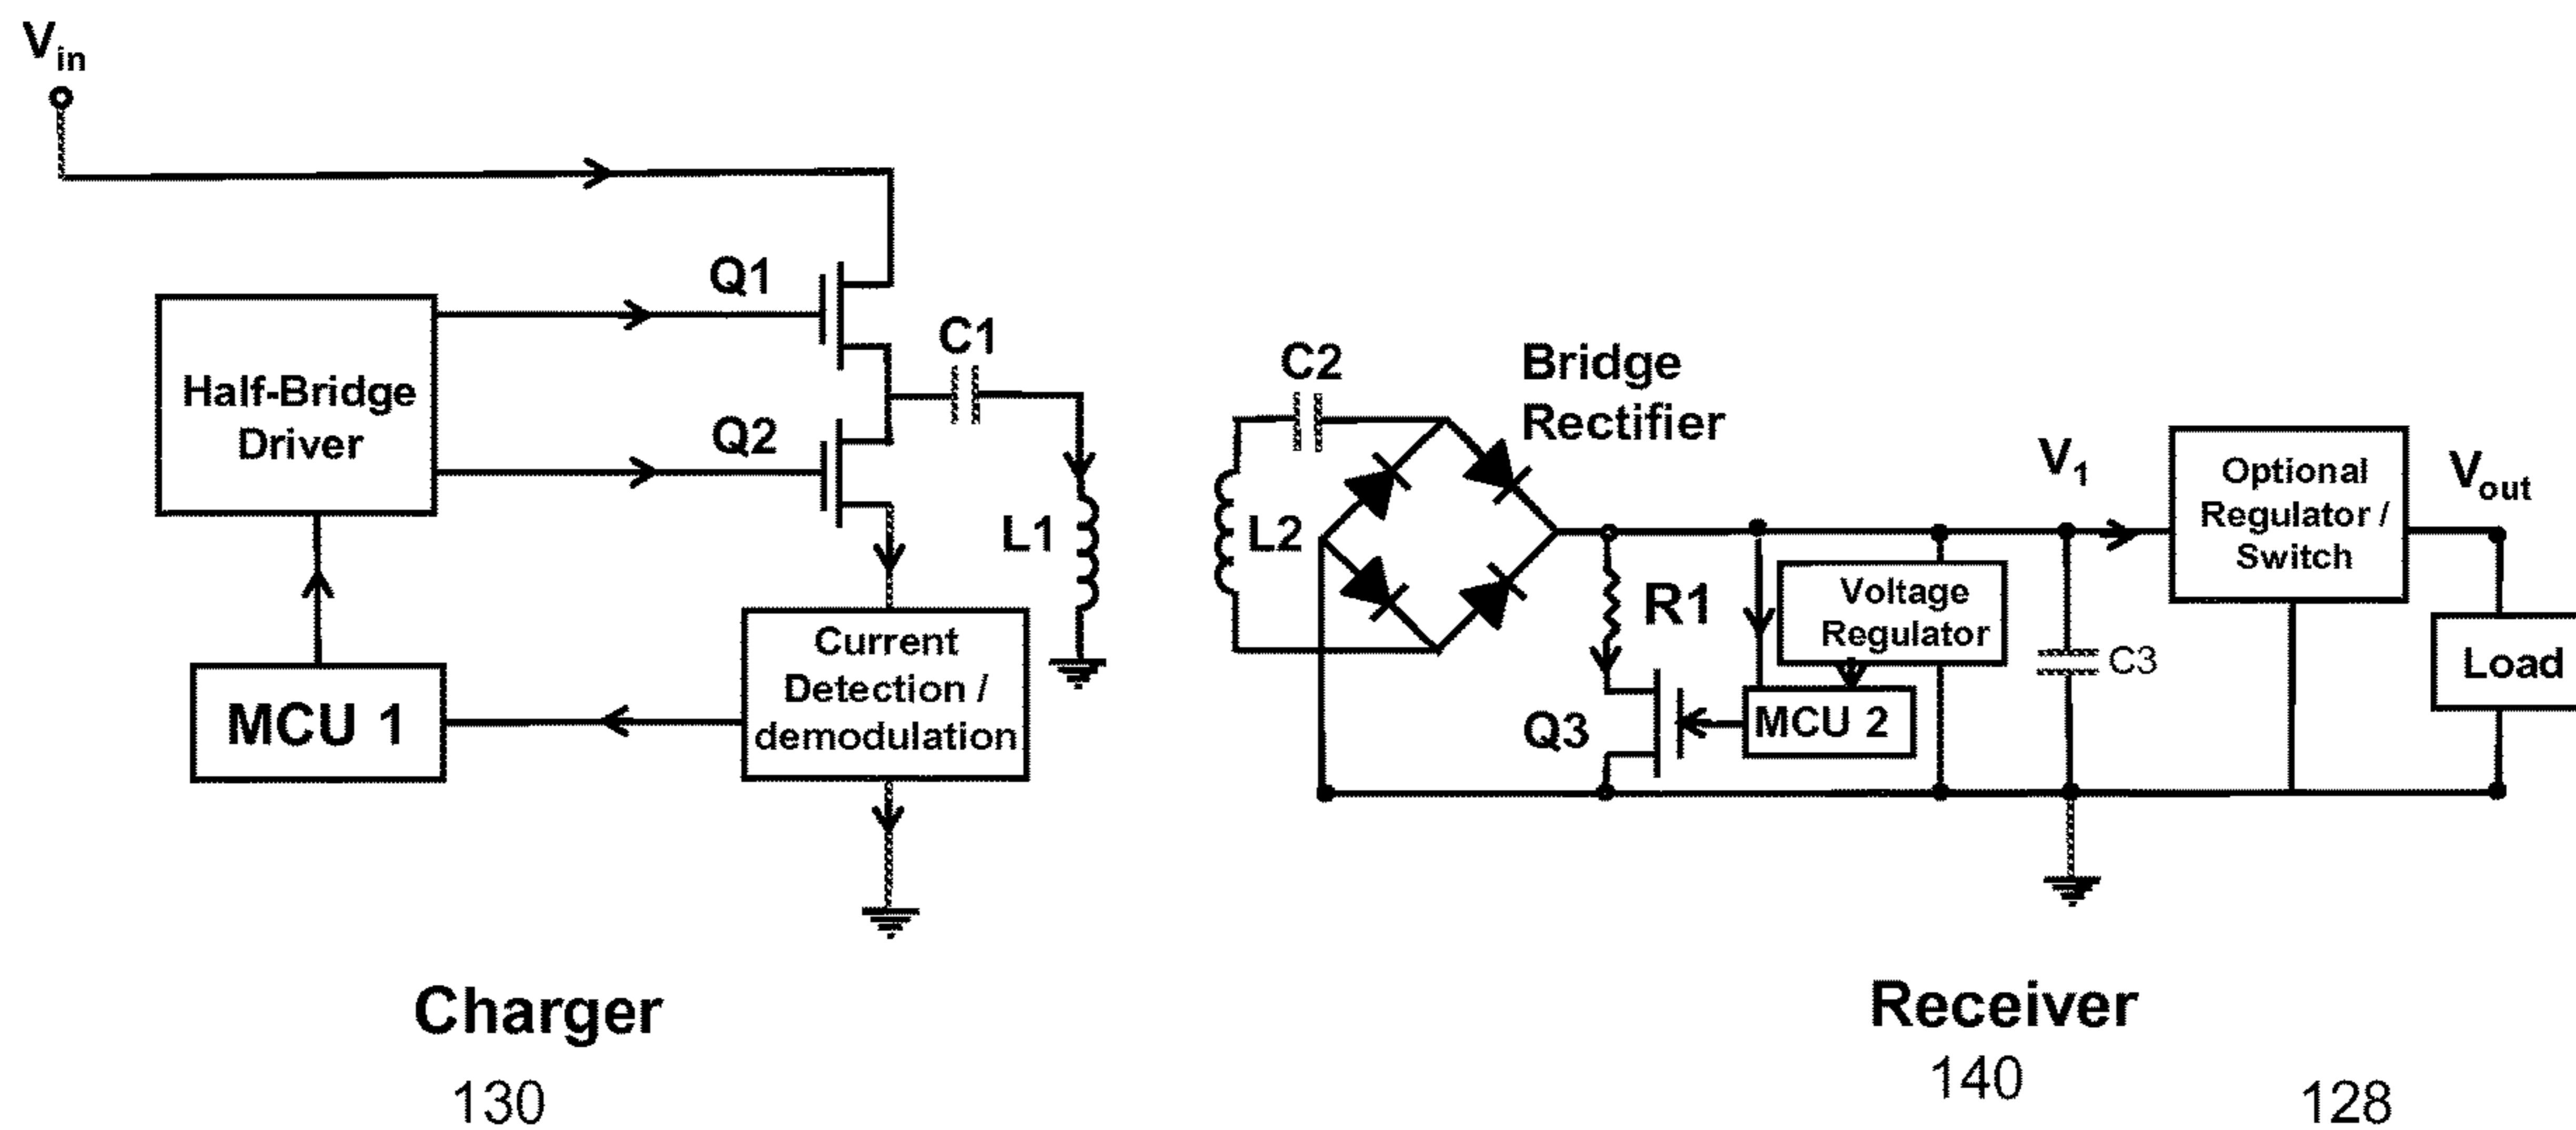 Vin
Q1
Half-Bridge
Driver
Q2
C1
L1
MCU 1
Current
Detection /
demodulation
Charger
130
C2
Bridge
Rectifier
L2
R1
Q3
Voltage
Regulator
MCU 2
V1
C3
Optional
Regulator /
Switch
Vout
Load
Receiver
140
128